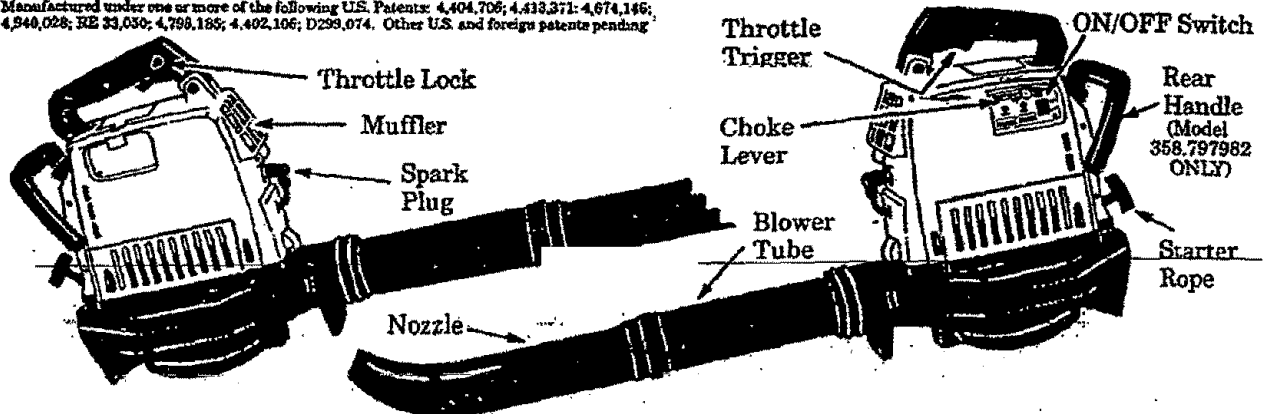 Manufactured under one or more of the following U.S. Patents: 4,404,706; 4,413,371; 4,674,146;
4,940,028; RE 33,050; 4,798,185; 4,402,106; D299,074. Other U.S. and foreign patents pending
Throttle Lock
Muffler
Spark
Plug
Nozzle
Throttle
Trigger
Choke
Lever
Blower
Tube
ON/OFF Switch
Rear
Handle
(Model
358.797982
ONLY)
Starter
Rope